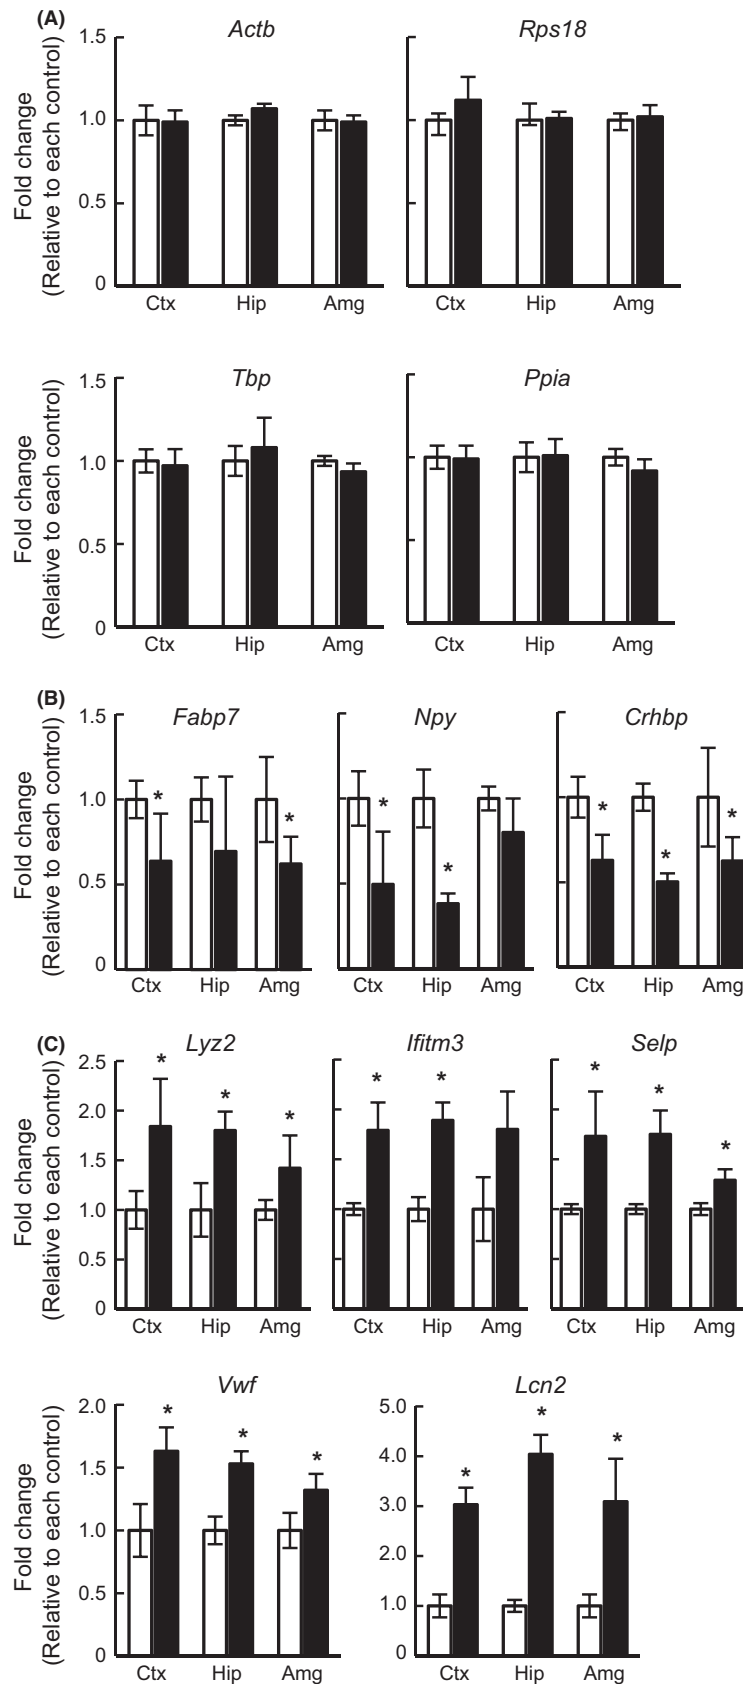 (A)
Actb
Rps18
Fold change
(Relative to each control)
1.5
1.0
0.5
0
Ctx Hip Amg
Ctx Hip Amg
Tbp
Ppia
Fold change
(Relative to each control)
1.5
1.0
0.5
0
Ctx Hip Amg
Ctx Hip Amg
(B)
Fabp7
Npy
Crhbp
Fold change
(Relative to each control)
1.5
1.0
0.5
0
* *
* *
* * *
Ctx Hip Amg
Ctx Hip Amg
Ctx Hip Amg
(C)
Lyz2
Ifitm3
Selp
Fold change
(Relative to each control)
2.5
2.0
1.5
1.0
0.5
0
* * *
* *
* * *
Ctx Hip Amg
Ctx Hip Amg
Ctx Hip Amg
Vwf
Lcn2
Fold change
(Relative to each control)
2.0
1.5
1.0
0.5
0
* * *
5.0
4.0
3.0
2.0
1.0
0
* * *
Ctx Hip Amg
Ctx Hip Amg